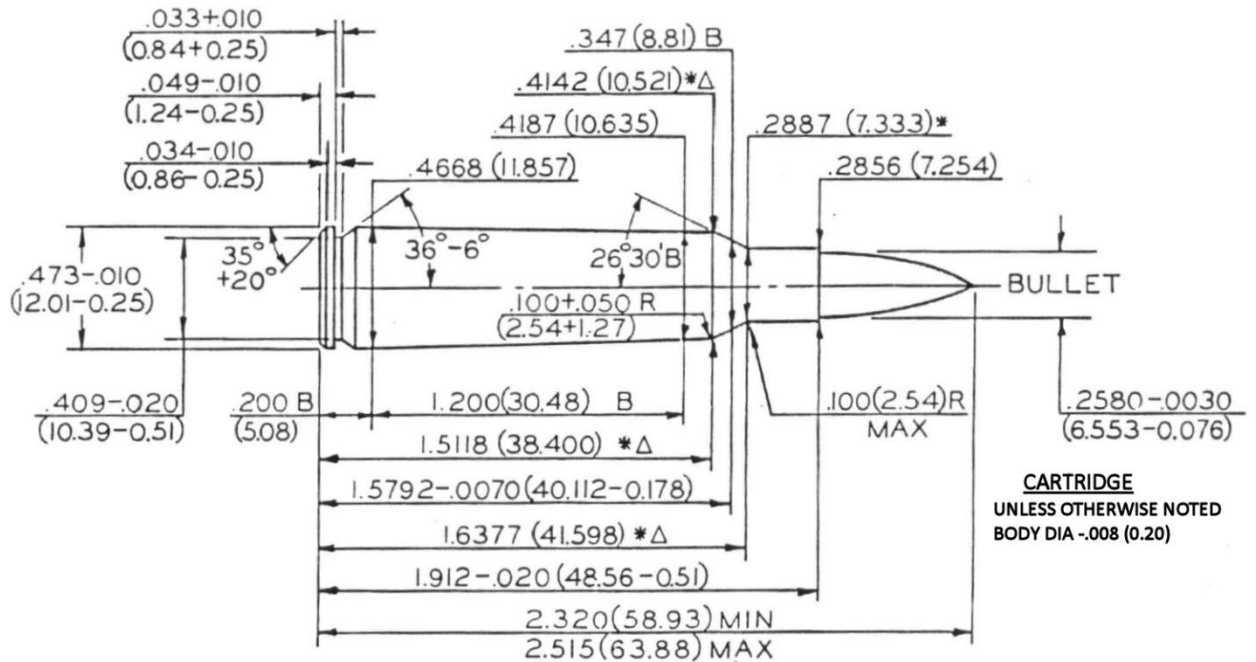 .033+.010
(0.84+0.25)
.049-.010
(1.24-0.25)
.034-.010
(0.86-0.25)
.347(8.81) B
.4142 (10.521)*Δ
.4187 (10.635)
.2887 (7.333)*
.2856 (7.254)
.4668 (11.857)
35°
+20°
36°-6°
26°30'B
.473-.010
(12.01-0.25)
.100+.050 R
(2.54+1.27)
BULLET
.409-.020
(10.39-0.51)
.200 B
(5.08)
1.200(30.48) B
.100(2.54)R
MAX
.2580-.0030
(6.553-0.076)
1.5118 (38.400) *Δ
1.5792-.0070(40.112-0.178)
1.6377 (41.598) *Δ
1.912-.020 (48.56-0.51)
2.320(58.93) MIN
2.515(63.88) MAX
CARTRIDGE
UNLESS OTHERWISE NOTED
BODY DIA -.008 (0.20)